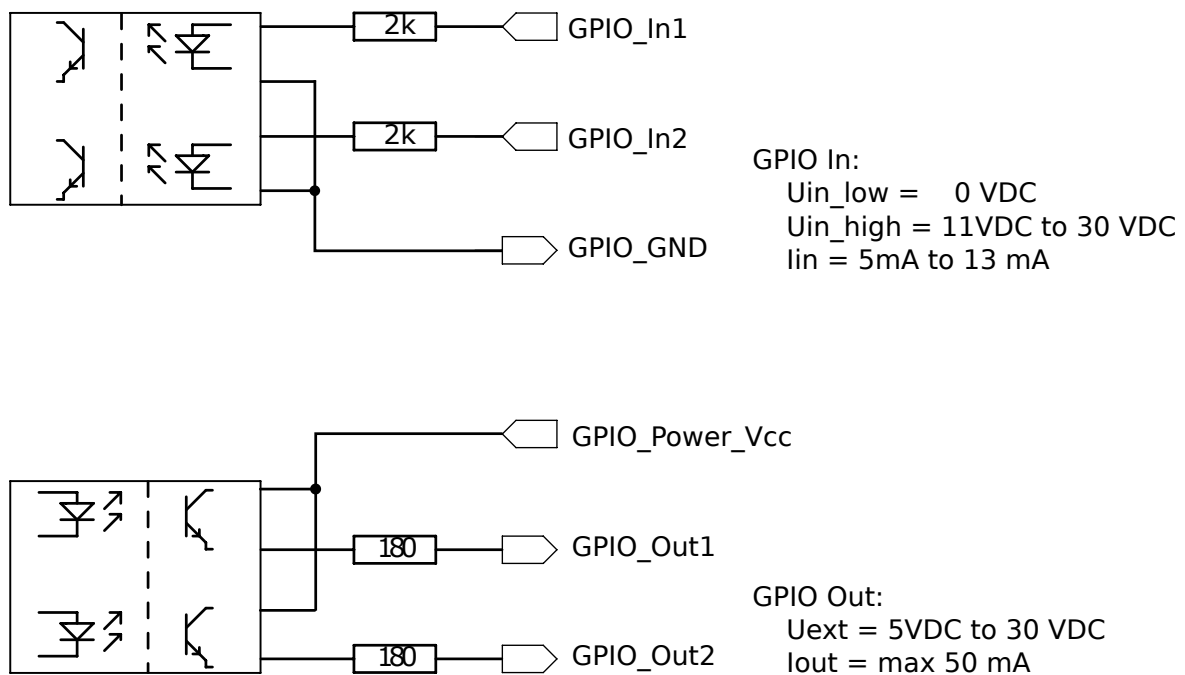 2k
GPIO_In1
2k
GPIO_In2
GPIO_GND
GPIO In:
Uin_low = 0 VDC
Uin_high = 11VDC to 30 VDC
Iin = 5mA to 13 mA
GPIO_Power_Vcc
180
GPIO_Out1
180
GPIO_Out2
GPIO Out:
Uext = 5VDC to 30 VDC
Iout = max 50 mA